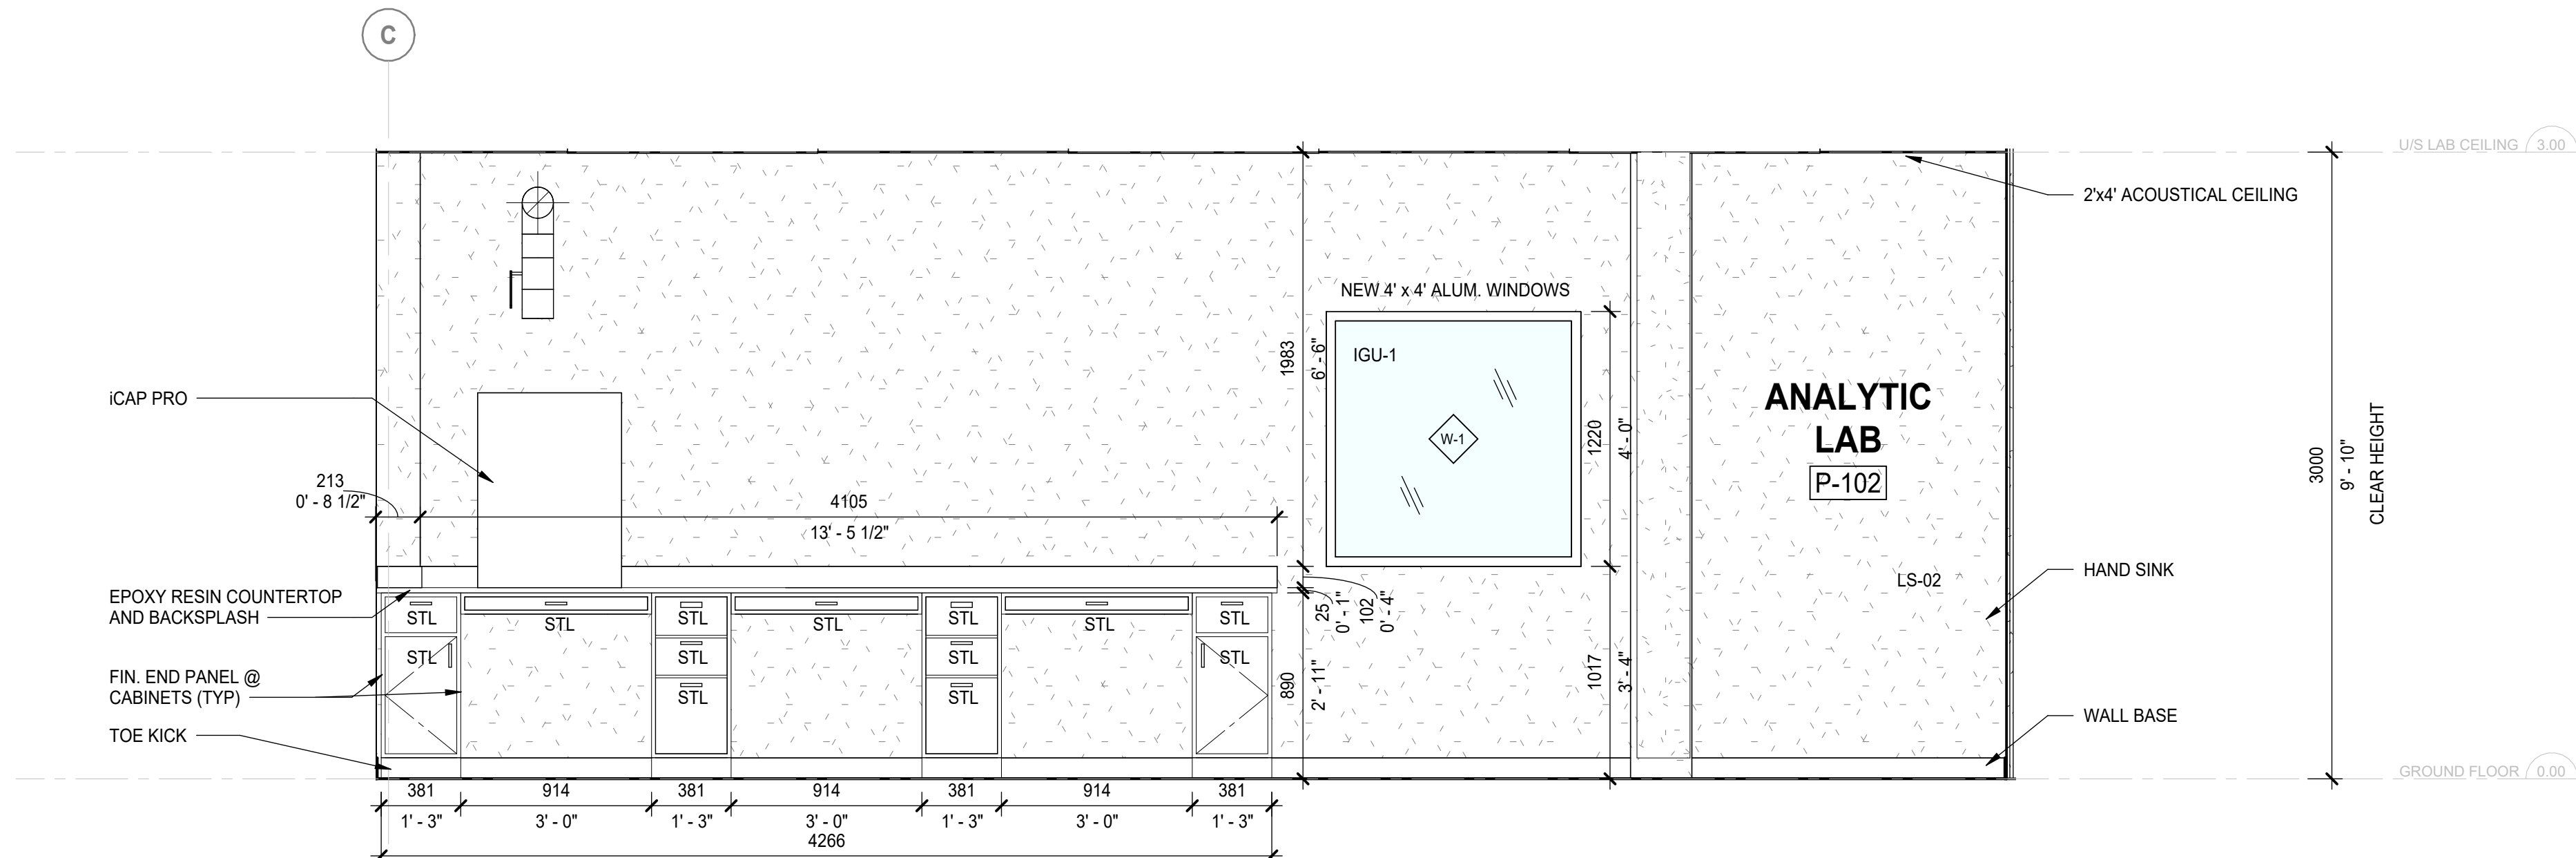 C
U/S LAB CEILING 3.00
2'x4' ACOUSTICAL CEILING
NEW 4' x 4' ALUM. WINDOWS
IGU-1
W-1
1983
6' - 6"
1220
4' - 0"
ANALYTIC
LAB
P-102
3000
9' - 10"
CLEAR HEIGHT
iCAP PRO
213
0' - 8 1/2"
4105
13' - 5 1/2"
EPOXY RESIN COUNTERTOP
AND BACKSPLASH
FIN. END PANEL @
CABINETS (TYP)
TOE KICK
STL
STL
STL
STL
STL
STL
STL
STL
STL
STL
STL
STL
STL
25
0' - 1"
102
0' - 4"
890
2' - 11"
1017
3' - 4"
LS-02
HAND SINK
WALL BASE
GROUND FLOOR 0.00
381 914 381 914 381 914 381
1' - 3" 3' - 0" 1' - 3" 3' - 0" 1' - 3" 3' - 0" 1' - 3"
4266